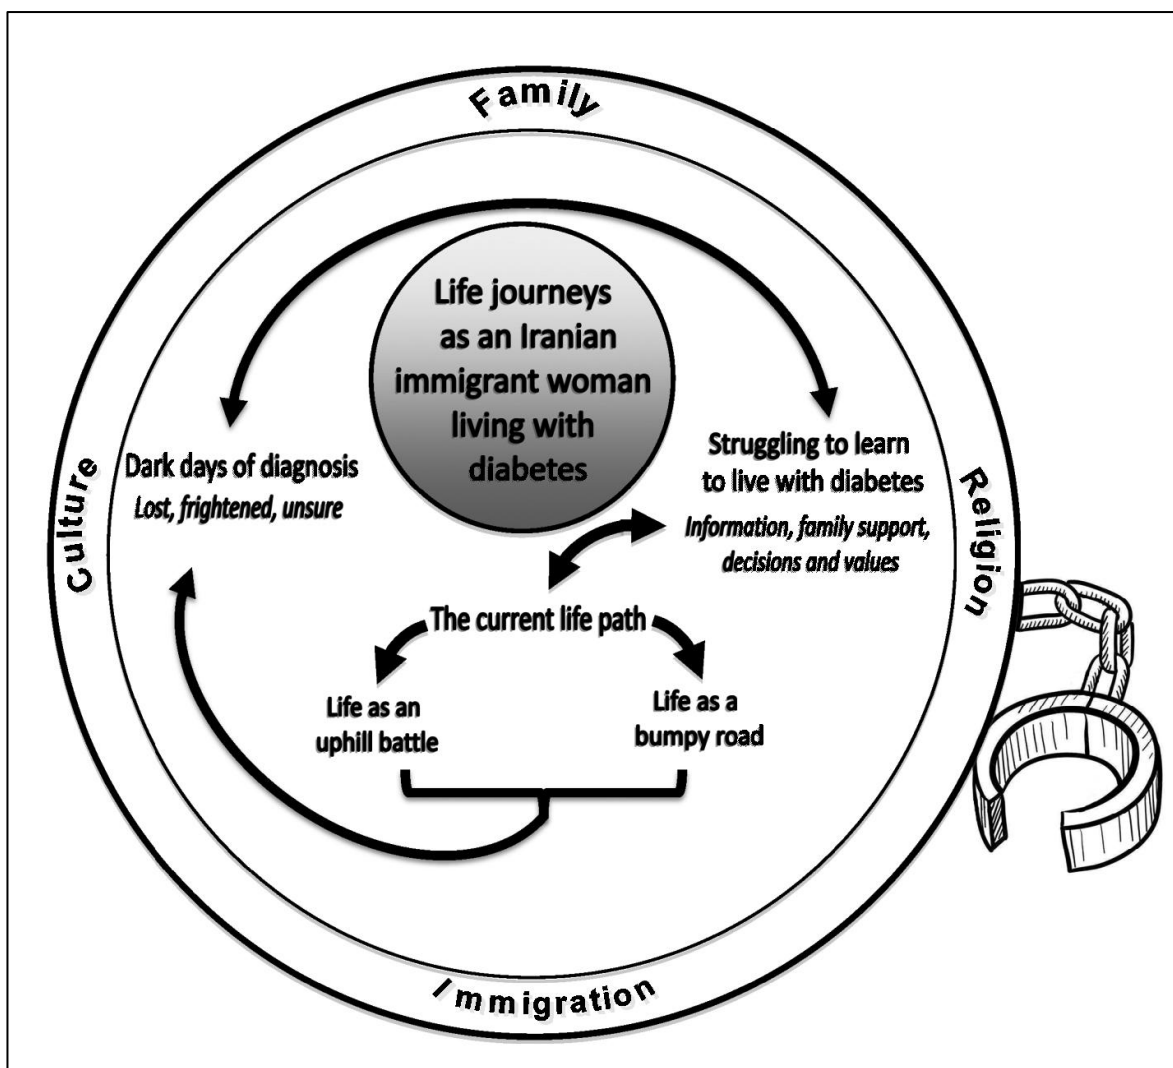 Family
Life journeys
as an Iranian
immigrant woman
living with
diabetes
Culture
Dark days of diagnosis
Lost, frightened, unsure
Struggling to learn
to live with diabetes
Information, family support,
decisions and values
Religion
The current life path
Life as an
uphill battle
Life as a
bumpy road
Immigration